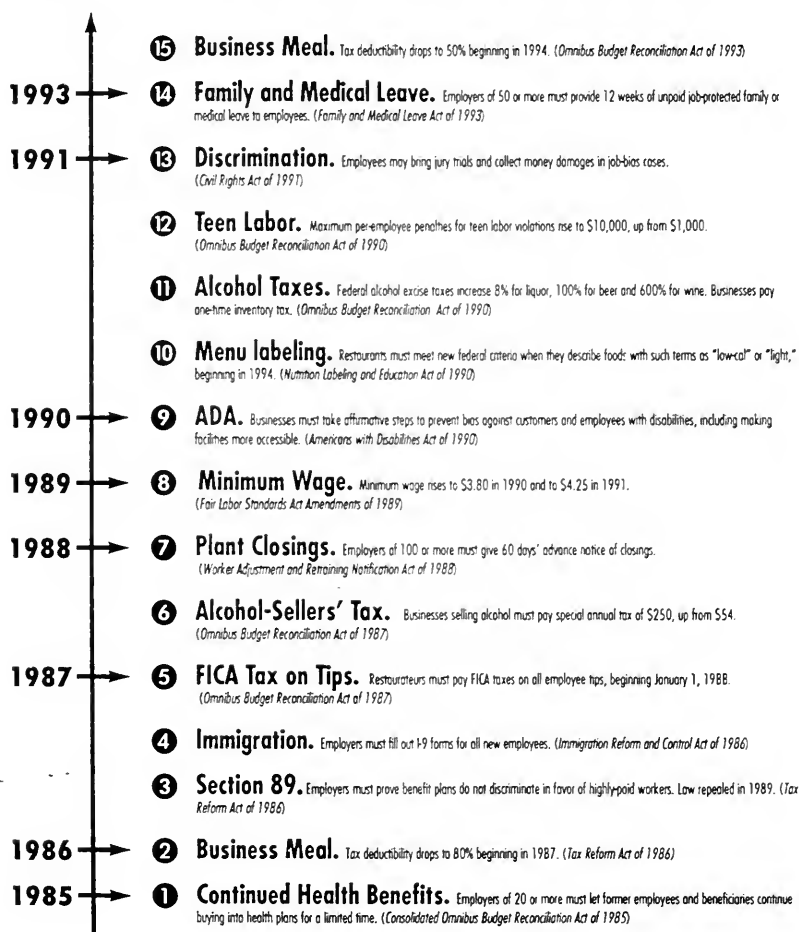 15 Business Meal. Tax deductibility drops to 50% beginning in 1994. (Omnibus Budget Reconciliation Act of 1993)
1993 14 Family and Medical Leave. Employers of 50 or more must provide 12 weeks of unpaid job-protected family or
medical leave to employees. (Family and Medical Leave Act of 1993)
1991 13 Discrimination. Employees may bring jury trials and collect money damages in job-bias cases.
(Civil Rights Act of 1991)
12 Teen Labor. Maximum per-employee penalties for teen labor violations rise to $10,000, up from $1,000.
(Omnibus Budget Reconciliation Act of 1990)
11 Alcohol Taxes. Federal alcohol excise taxes increase 8% for liquor, 100% for beer and 600% for wine. Businesses pay
one-time inventory tax. (Omnibus Budget Reconciliation Act of 1990)
10 Menu labeling. Restaurants must meet new federal criteria when they describe foods with such terms as "low-cal" or "light,"
beginning in 1994. (Nutrition Labeling and Education Act of 1990)
1990 9 ADA. Businesses must take affirmative steps to prevent bias against customers and employees with disabilities, including making
facilities more accessible. (Americans with Disabilities Act of 1990)
1989 8 Minimum Wage. Minimum wage rises to $3.80 in 1990 and to $4.25 in 1991.
(Fair Labor Standards Act Amendments of 1989)
1988 7 Plant Closings. Employers of 100 or more must give 60 days' advance notice of closings.
(Worker Adjustment and Retraining Notification Act of 1988)
6 Alcohol-Sellers' Tax. Businesses selling alcohol must pay special annual tax of $250, up from $54.
(Omnibus Budget Reconciliation Act of 1987)
1987 5 FICA Tax on Tips. Restaurateurs must pay FICA taxes on all employee tips, beginning January 1, 1988.
(Omnibus Budget Reconciliation Act of 1987)
4 Immigration. Employers must fill out I-9 forms for all new employees. (Immigration Reform and Control Act of 1986)
3 Section 89. Employers must prove benefit plans do not discriminate in favor of highly-paid workers. Law repealed in 1989. (Tax
Reform Act of 1986)
1986 2 Business Meal. Tax deductibility drops to 80% beginning in 1987. (Tax Reform Act of 1986)
1985 1 Continued Health Benefits. Employers of 20 or more must let former employees and beneficiaries continue
buying into health plans for a limited time. (Consolidated Omnibus Budget Reconciliation Act of 1985)